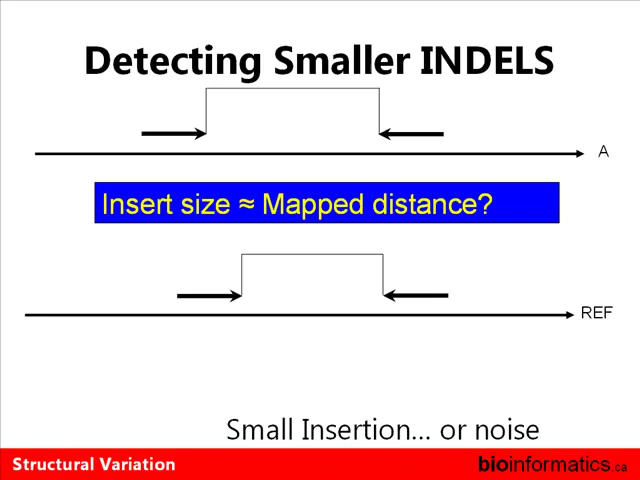 Detecting Smaller INDELS
A
Insert size ≈ Mapped distance?
REF
Small Insertion... or noise
Structural Variation
bioinformatics.ca